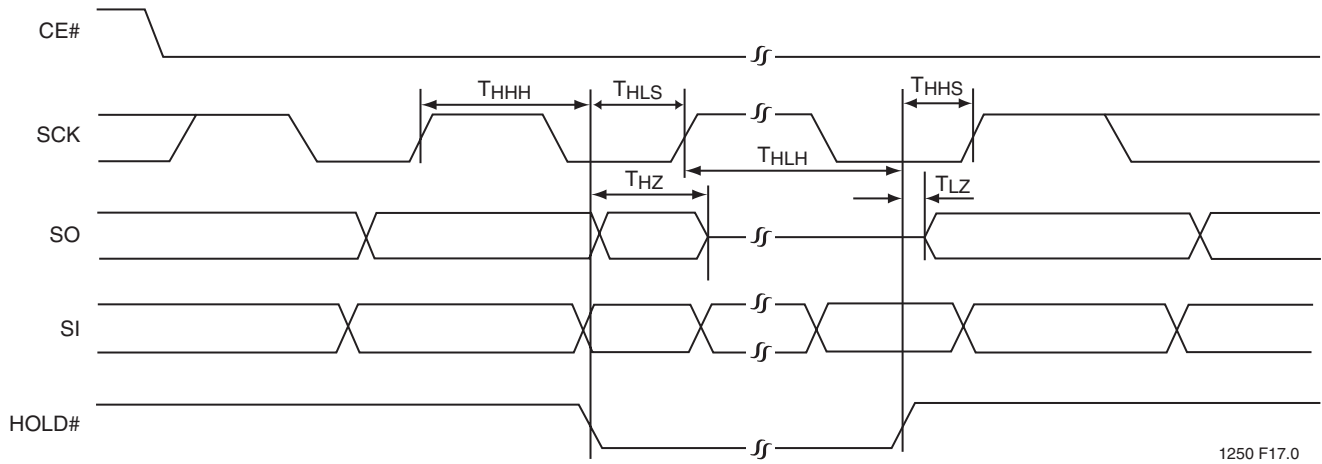 CE#
THHH
THLS
THHS
SCK
THLH
THZ
TLZ
SO
SI
HOLD#
1250 F17.0